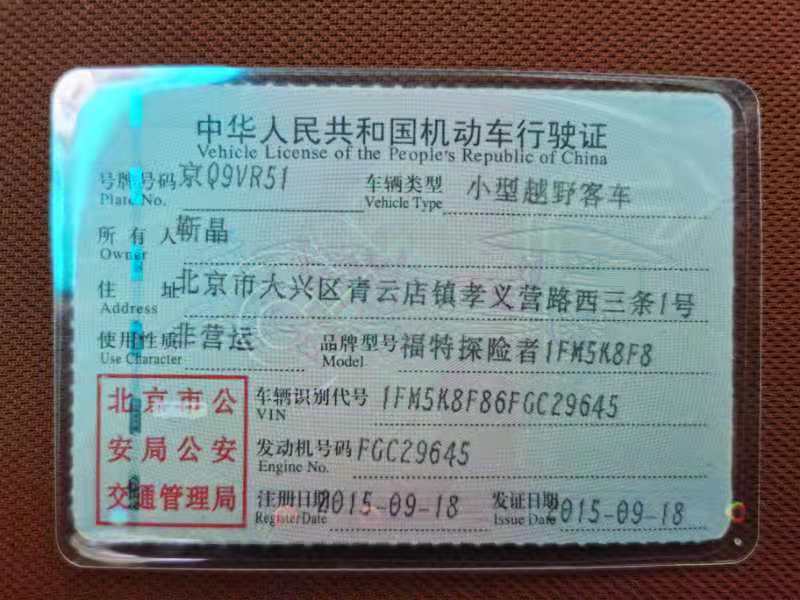 中华人民共和国机动车行驶证
Vehicle License of the People's Republic of China
号牌号码 京Q9VR51 车辆类型 小型越野客车
Plate No. Vehicle Type
所有人 靳晶
Owner
住址 北京市大兴区青云店镇孝义营路西三条1号
Address
使用性质 非营运 品牌型号 福特探险者1FM5K8F8
Use Character Model
北京市公安局公安交通管理局
车辆识别代号 1FM5K8F86FGC29645
VIN
发动机号码 FGC29645
Engine No.
注册日期 2015-09-18 发证日期 2015-09-18
Register Date Issue Date